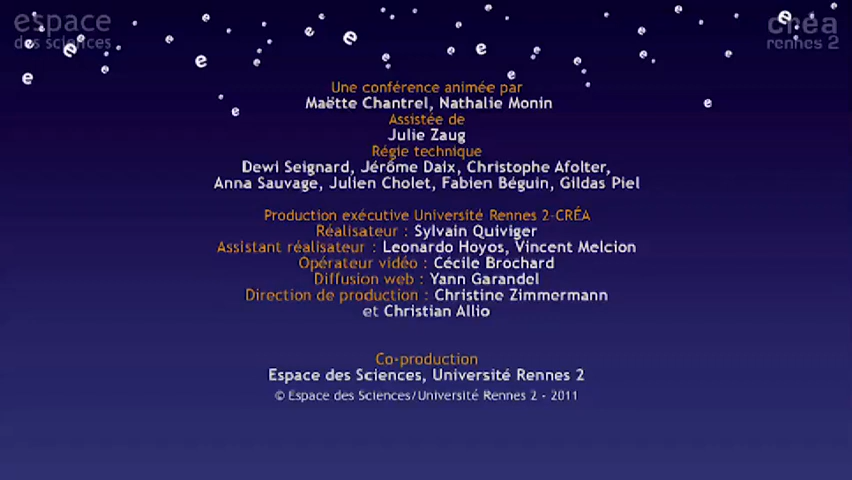 espace
des sciences
créa
rennes 2
Une conférence animée par
Maëtte Chantrel, Nathalie Monin
Assistée de
Julie Zaug
Régie technique
Dewi Seignard, Jérôme Daix, Christophe Afolter,
Anna Sauvage, Julien Cholet, Fabien Béguin, Gildas Piel
Production exécutive Université Rennes 2-CRÉA
Réalisateur : Sylvain Quiviger
Assistant réalisateur : Leonardo Hoyos, Vincent Melcion
Opérateur vidéo : Cécile Brochard
Diffusion web : Yann Garandel
Direction de production : Christine Zimmermann
et Christian Allio
Co-production
Espace des Sciences, Université Rennes 2
© Espace des Sciences/Université Rennes 2 - 2011